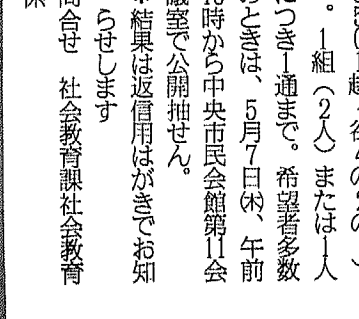 。1組（2人）または1人
につき1通まで。希望者多数
のときは、5月7日㈭、午前
時から中央市民会館第11会
議室で公開抽せん。
結果は返信用はがきでお知
らせします
問合せ　社会教育課社会教育